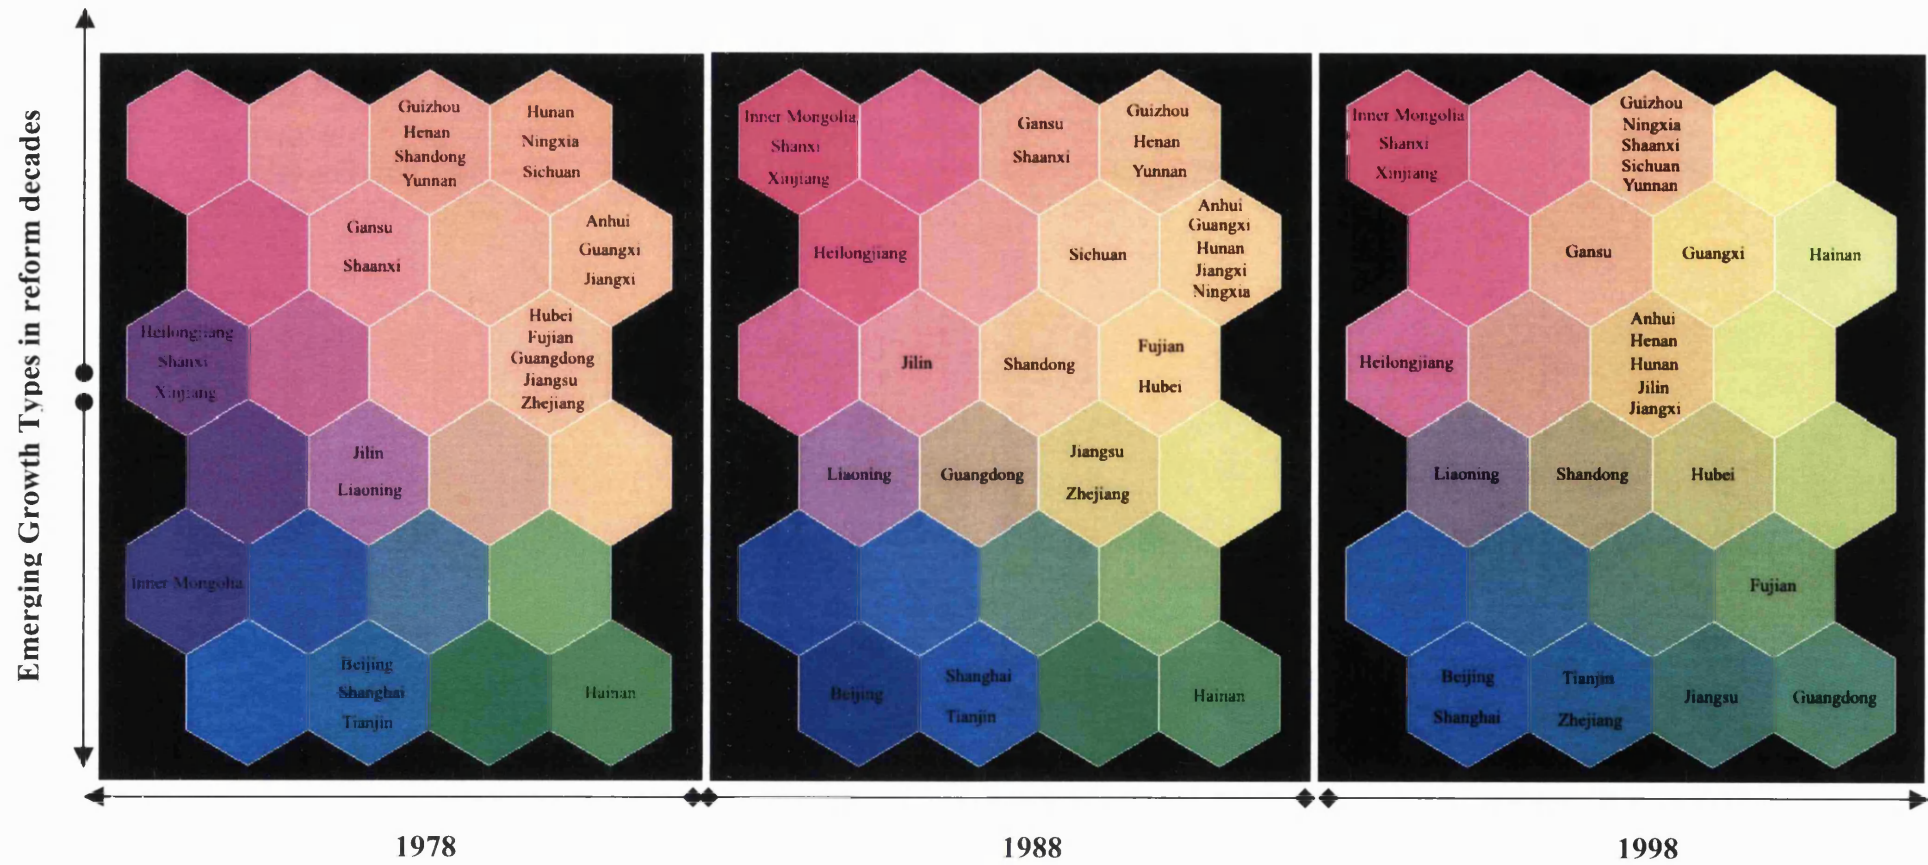 Emerging Growth Types in reform decades
Guizhou
Henan
Shandong
Yunnan
Hunan
Ningxia
Sichuan
Gansu
Shaanxi
Anhui
Guangxi
Jiangxi
Heilongjiang
Shanxi
Xinjiang
Hubei
Fujian
Guangdong
Jiangsu
Zhejiang
Jilin
Liaoning
Inner Mongolia
Beijing
Shanghai
Tianjin
Hainan
1978
Inner Mongolia
Shanxi
Xinjiang
Gansu
Shaanxi
Guizhou
Henan
Yunnan
Heilongjiang
Sichuan
Anhui
Guangxi
Hunan
Jiangxi
Ningxia
Jilin
Shandong
Fujian
Hubei
Liaoning
Guangdong
Jiangsu
Zhejiang
Beijing
Shanghai
Tianjin
Hainan
1988
Inner Mongolia
Shanxi
Xinjiang
Guizhou
Ningxia
Shaanxi
Sichuan
Yunnan
Gansu
Guangxi
Hainan
Heilongjiang
Anhui
Henan
Hunan
Jilin
Jiangxi
Liaoning
Shandong
Hubei
Fujian
Beijing
Shanghai
Tianjin
Zhejiang
Jiangsu
Guangdong
1998